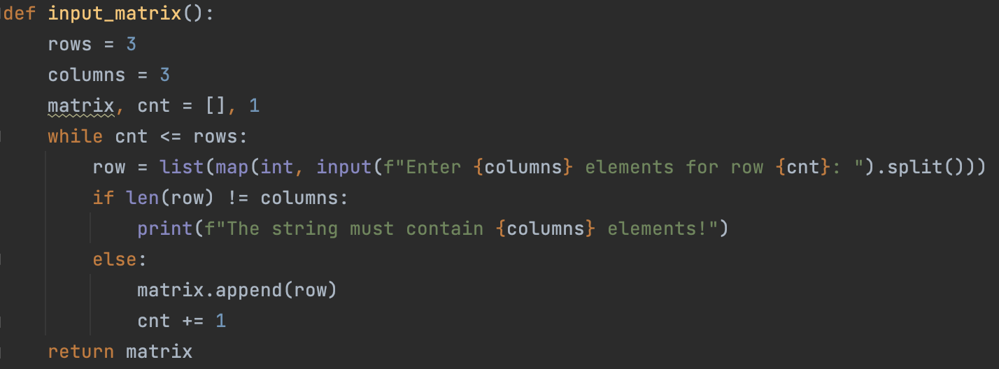 def input_matrix():
    rows = 3
    columns = 3
    matrix, cnt = [], 1
    while cnt <= rows:
        row = list(map(int, input(f"Enter {columns} elements for row {cnt}: ").split()))
        if len(row) != columns:
            print(f"The string must contain {columns} elements!")
        else:
            matrix.append(row)
            cnt += 1
    return matrix